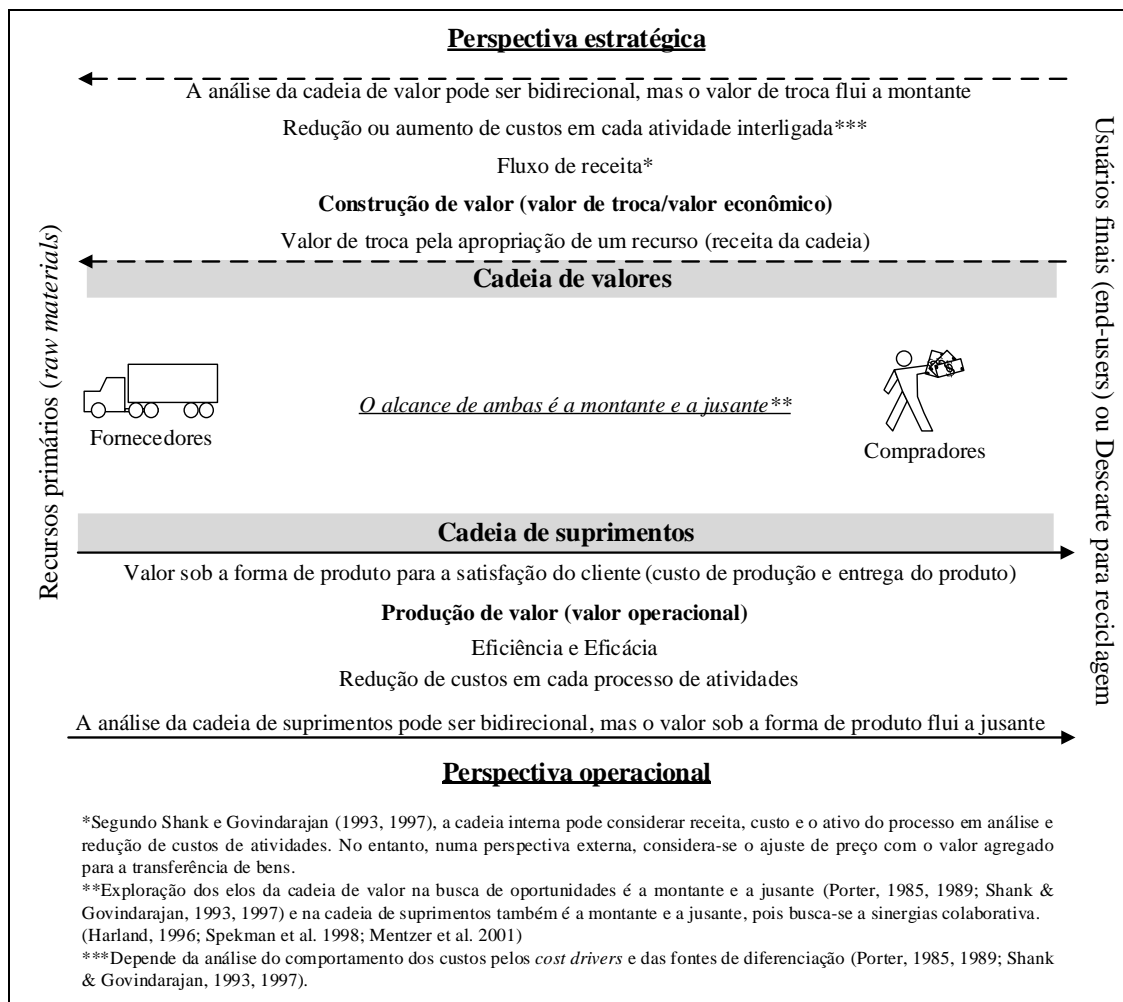 Perspectiva estratégica
A análise da cadeia de valor pode ser bidirecional, mas o valor de troca flui a montante
Redução ou aumento de custos em cada atividade interligada***
Fluxo de receita*
Construção de valor (valor de troca/valor econômico)
Valor de troca pela apropriação de um recurso (receita da cadeia)
Cadeia de valores
Recursos primários (raw materials)
Fornecedores
O alcance de ambas é a montante e a jusante**
Compradores
Usuários finais (end-users) ou Descarte para reciclagem
Cadeia de suprimentos
Valor sob a forma de produto para a satisfação do cliente (custo de produção e entrega do produto)
Produção de valor (valor operacional)
Eficiência e Eficácia
Redução de custos em cada processo de atividades
A análise da cadeia de suprimentos pode ser bidirecional, mas o valor sob a forma de produto flui a jusante
Perspectiva operacional
*Segundo Shank e Govindarajan (1993, 1997), a cadeia interna pode considerar receita, custo e o ativo do processo em análise e
redução de custos de atividades. No entanto, numa perspectiva externa, considera-se o ajuste de preço com o valor agregado
para a transferência de bens.
**Exploração dos elos da cadeia de valor na busca de oportunidades é a montante e a jusante (Porter, 1985, 1989; Shank &
Govindarajan, 1993, 1997) e na cadeia de suprimentos também é a montante e a jusante, pois busca-se a sinergias colaborativa.
(Harland, 1996; Spekman et al. 1998; Mentzer et al. 2001)
***Depende da análise do comportamento dos custos pelos cost drivers e das fontes de diferenciação (Porter, 1985, 1989; Shank
& Govindarajan, 1993, 1997).